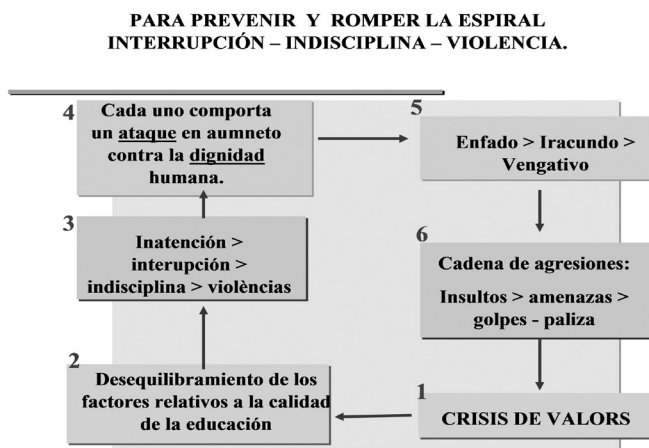 PARA PREVENIR Y ROMPER LA ESPIRAL
INTERRUPCIÓN – INDISCIPLINA – VIOLENCIA.
4
Cada uno comporta
un ataque en aumneto
contra la dignidad
humana.
5
Enfado > Iracundo >
Vengativo
3
Inatención >
interupción >
indisciplina > violències
6
Cadena de agresiones:
Insultos > amenazas >
golpes - paliza
2
Desequilibramiento de los
factores relativos a la calidad
de la educación
1
CRISIS DE VALORS